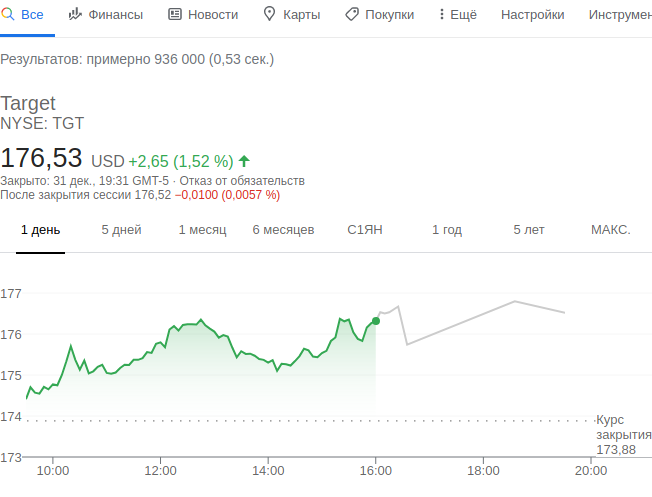 Все Финансы Новости Карты Покупки Ещё Настройки Инструмен
Результатов: примерно 936 000 (0,53 сек.)
Target
NYSE: TGT
176,53 USD +2,65 (1,52 %)
Закрыто: 31 дек., 19:31 GMT-5 · Отказ от обязательств
После закрытия сессии 176,52 −0,0100 (0,0057 %)
1 день 5 дней 1 месяц 6 месяцев С1ЯН 1 год 5 лет МАКС.
177
176
175
174
Курс
закрытия
173,88
173
10:00 12:00 14:00 16:00 18:00 20:00